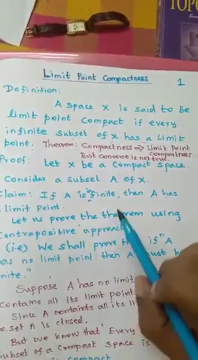 TOPO
Limit Point Compactness 1
Definition:
A space X is said to be
limit point compact if every
infinite subset of X has a limit
point. Theorem: Compactness ⇒ Limit point
compactness
But converse is not true
Proof: Let X be a compact space.
Consider a subset A of X.
Claim: If A is finite, then A has
limit point.
Let us prove the theorem using
contrapositive approach
(ie) We shall prove that if "A
has no limit point then A must be
finite".
Suppose A has no limit
contains all its limit point
Since A contains all its li
the set A is closed.
But we know that 'Every
subset of a compact space is